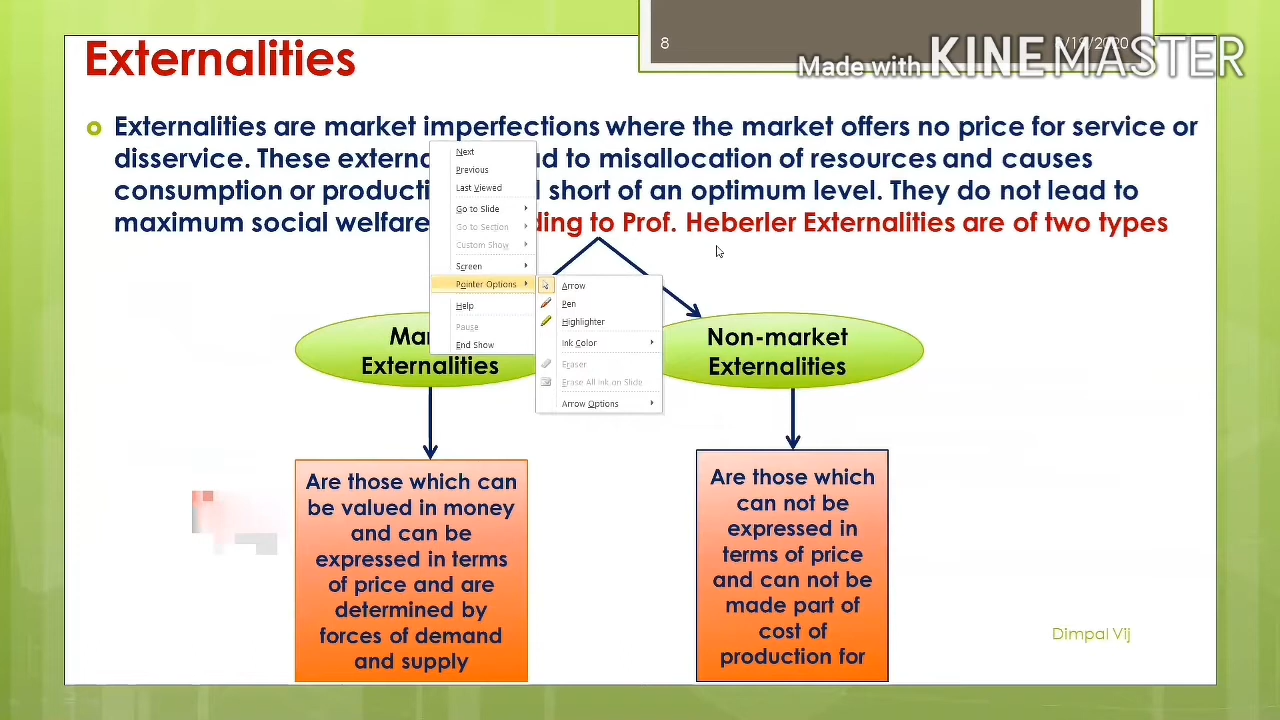 8
/2020
Made with KINEMASTER
Externalities
Externalities are market imperfections where the market offers no price for service or
disservice. These externa d to misallocation of resources and causes
consumption or producti short of an optimum level. They do not lead to
maximum social welfare ding to Prof. Heberler Externalities are of two types
Next
Previous
Last Viewed
Go to Slide
Go to Section
Custom Show
Screen
Pointer Options
Help
Pause
End Show
Arrow
Pen
Highlighter
Ink Color
Eraser
Erase All Ink on Slide
Arrow Options
Mar
Externalities
Non-market
Externalities
Are those which can
be valued in money
and can be
expressed in terms
of price and are
determined by
forces of demand
and supply
Are those which
can not be
expressed in
terms of price
and can not be
made part of
cost of
production for
Dimpal Vij